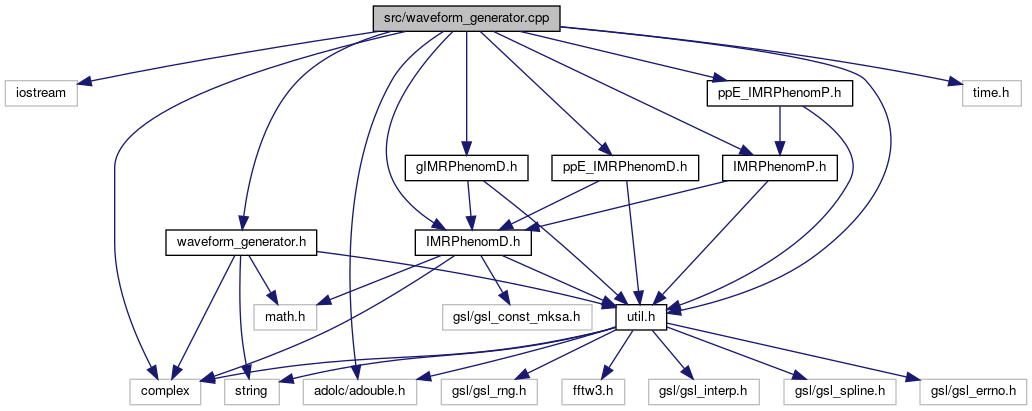 src/waveform_generator.cpp
iostream
ppE_IMRPhenomP.h
time.h
gIMRPhenomD.h
ppE_IMRPhenomD.h
IMRPhenomP.h
waveform_generator.h
IMRPhenomD.h
math.h
gsl/gsl_const_mksa.h
util.h
complex
string
adolc/adouble.h
gsl/gsl_rng.h
fftw3.h
gsl/gsl_interp.h
gsl/gsl_spline.h
gsl/gsl_errno.h